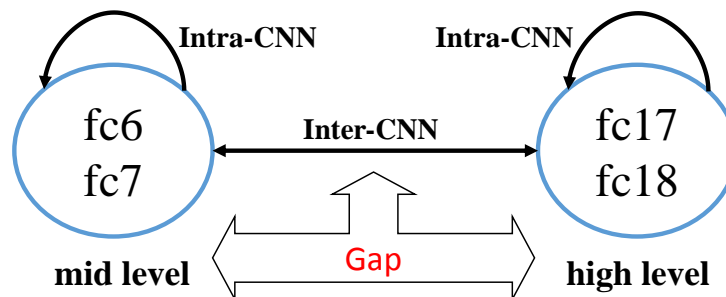 Intra-CNN
Intra-CNN
fc6
fc7
Inter-CNN
fc17
fc18
Gap
mid level
high level